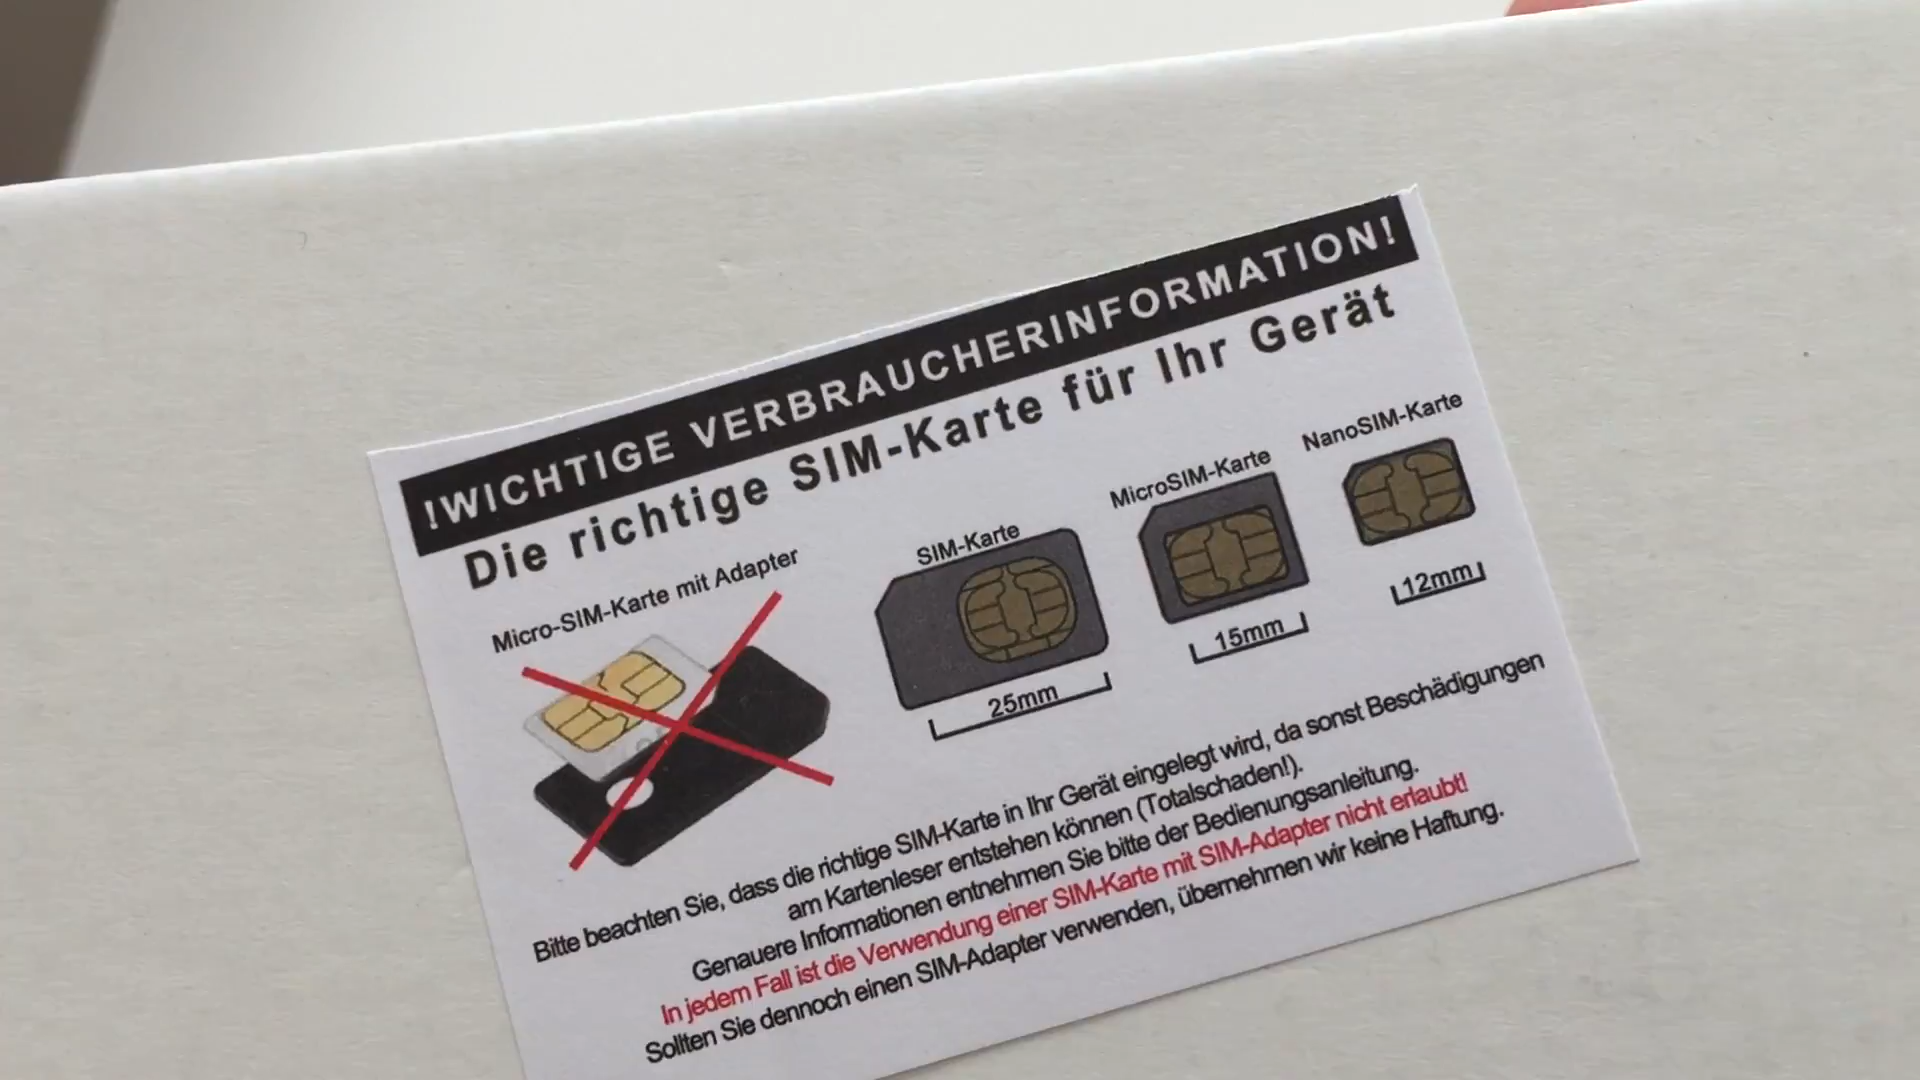 !WICHTIGE VERBRAUCHERINFORMATION!
Die richtige SIM-Karte für Ihr Gerät
Micro-SIM-Karte mit Adapter
SIM-Karte
MicroSIM-Karte
NanoSIM-Karte
25mm
15mm
12mm
Bitte beachten Sie, dass die richtige SIM-Karte in Ihr Gerät eingelegt wird, da sonst Beschädigungen
am Kartenleser entstehen können (Totalschaden!).
Genauere Informationen entnehmen Sie bitte der Bedienungsanleitung.
In jedem Fall ist die Verwendung einer SIM-Karte mit SIM-Adapter nicht erlaubt!
Sollten Sie dennoch einen SIM-Adapter verwenden, übernehmen wir keine Haftung.